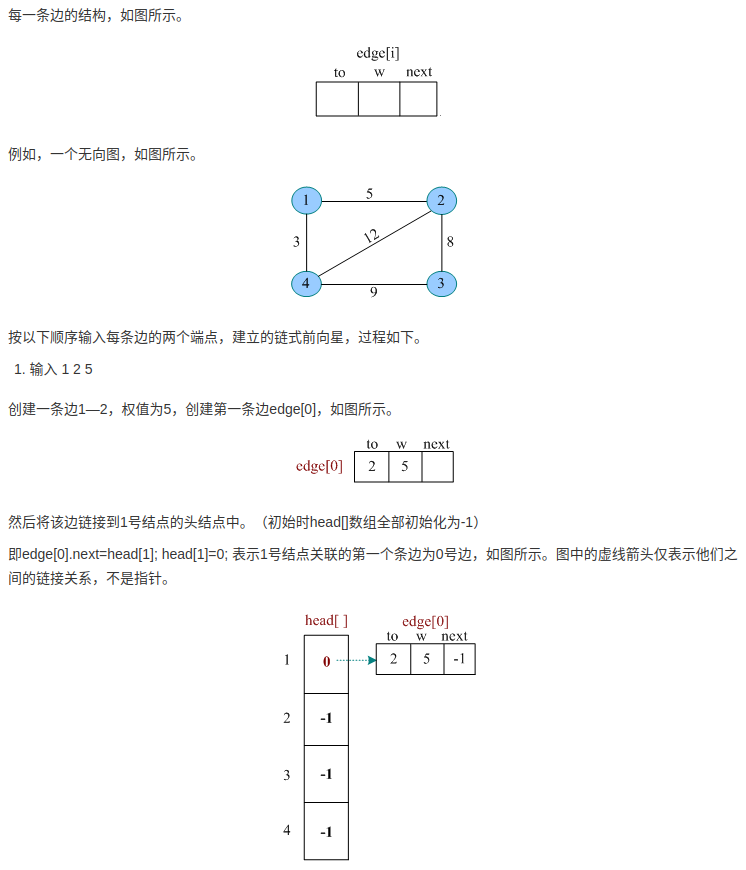 每一条边的结构，如图所示。
edge[i]
to w next
例如，一个无向图，如图所示。
1 5 2
3 12 8
4 9 3
按以下顺序输入每条边的两个端点，建立的链式前向星，过程如下。
1. 输入 1 2 5
创建一条边1—2，权值为5，创建第一条边edge[0]，如图所示。
to w next
edge[0] 2 5
然后将该边链接到1号结点的头结点中。（初始时head[]数组全部初始化为-1）
即edge[0].next=head[1]; head[1]=0; 表示1号结点关联的第一个条边为0号边，如图所示。图中的虚线箭头仅表示他们之
间的链接关系，不是指针。
head[ ] edge[0]
to w next
1 0 2 5 -1
2 -1
3 -1
4 -1